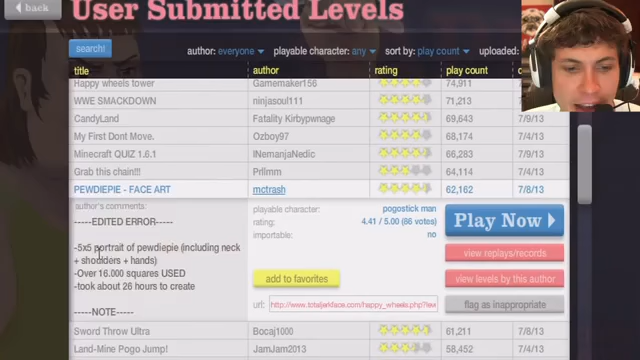 back
User Submitted Levels
search!
author: everyone playable character: any sort by: play count uploaded:
title author rating play count
Happy wheels tower Gamemaker156 74,911
WWE SMACKDOWN ninjasoul111 71,213 7/8/13
CandyLand Fatality Kirbypwnage 69,643 7/9/13
My First Dont Move. Ozboy97 68,174 7/4/13
Minecraft QUIZ 1.6.1 INemanjaNedic 66,283 7/9/13
Grab this chain!!! Prllmm 64,114 7/4/13
PEWDIEPIE - FACE ART mctrash 62,162 7/8/13
author's comments:
-----EDITED ERROR-----
-5x5 portrait of pewdiepie (including neck
+ shoulders + hands)
-Over 16.000 squares USED
-took about 26 hours to create
-----NOTE-----
playable character: pogostick man
rating: 4.41 / 5.00 (86 votes)
importable: no
add to favorites
url: http://www.totaljerkface.com/happy_wheels.php?lev
Play Now
view replays/records
view levels by this author
flag as inappropriate
Sword Throw Ultra Bocaj1000 61,211 7/8/13
Land-Mine Pogo Jump! JamJam2013 58,452 7/4/13